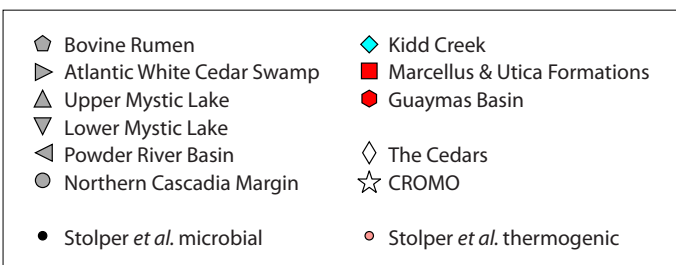 Bovine Rumen
Atlantic White Cedar Swamp
Upper Mystic Lake
Lower Mystic Lake
Powder River Basin
Northern Cascadia Margin
Stolper et al. microbial
Kidd Creek
Marcellus & Utica Formations
Guaymas Basin
The Cedars
CROMO
Stolper et al. thermogenic